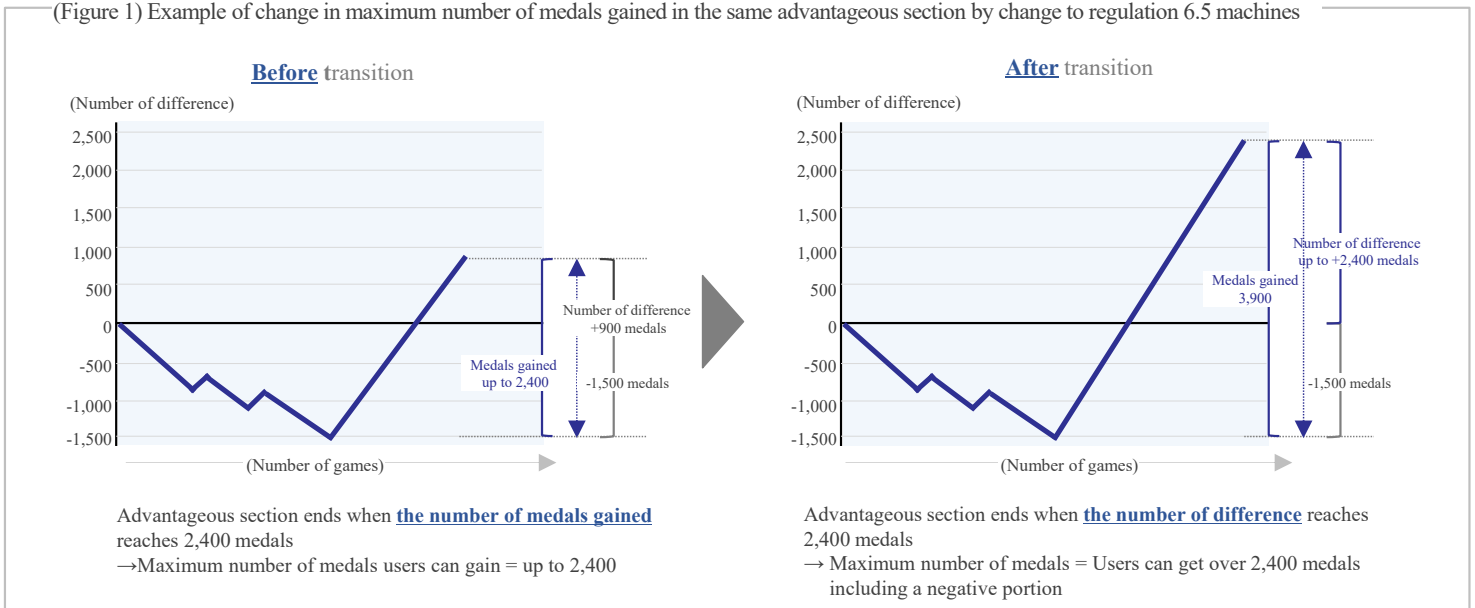 (Figure 1) Example of change in maximum number of medals gained in the same advantageous section by change to regulation 6.5 machines
Before transition
(Number of difference)
2,500
2,000
1,500
1,000
500
0
-500
-1,000
-1,500
Number of difference
+900 medals
Medals gained
up to 2,400
-1,500 medals
(Number of games)
Advantageous section ends when the number of medals gained
reaches 2,400 medals
→Maximum number of medals users can gain = up to 2,400
After transition
(Number of difference)
2,500
2,000
1,500
1,000
500
0
-500
-1,000
-1,500
Number of difference
up to +2,400 medals
Medals gained
3,900
-1,500 medals
(Number of games)
Advantageous section ends when the number of difference reaches
2,400 medals
→ Maximum number of medals = Users can get over 2,400 medals
including a negative portion